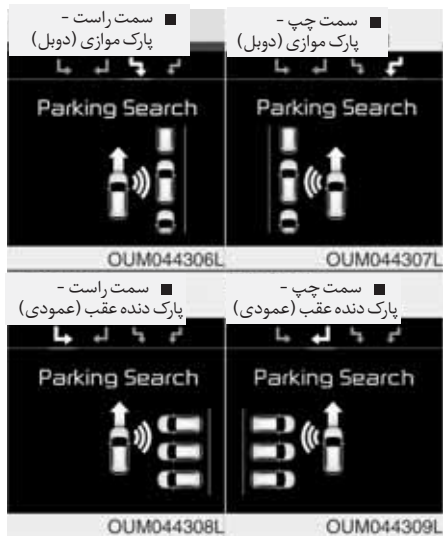 ■ سمت راست -
پارک موازی (دوبل)
■ سمت چپ -
پارک موازی (دوبل)
Parking Search
Parking Search
OUM044306L
OUM044307L
■ سمت راست -
پارک دنده عقب (عمودی)
■ سمت چپ -
پارک دنده عقب (عمودی)
Parking Search
Parking Search
OUM044308L
OUM044309L